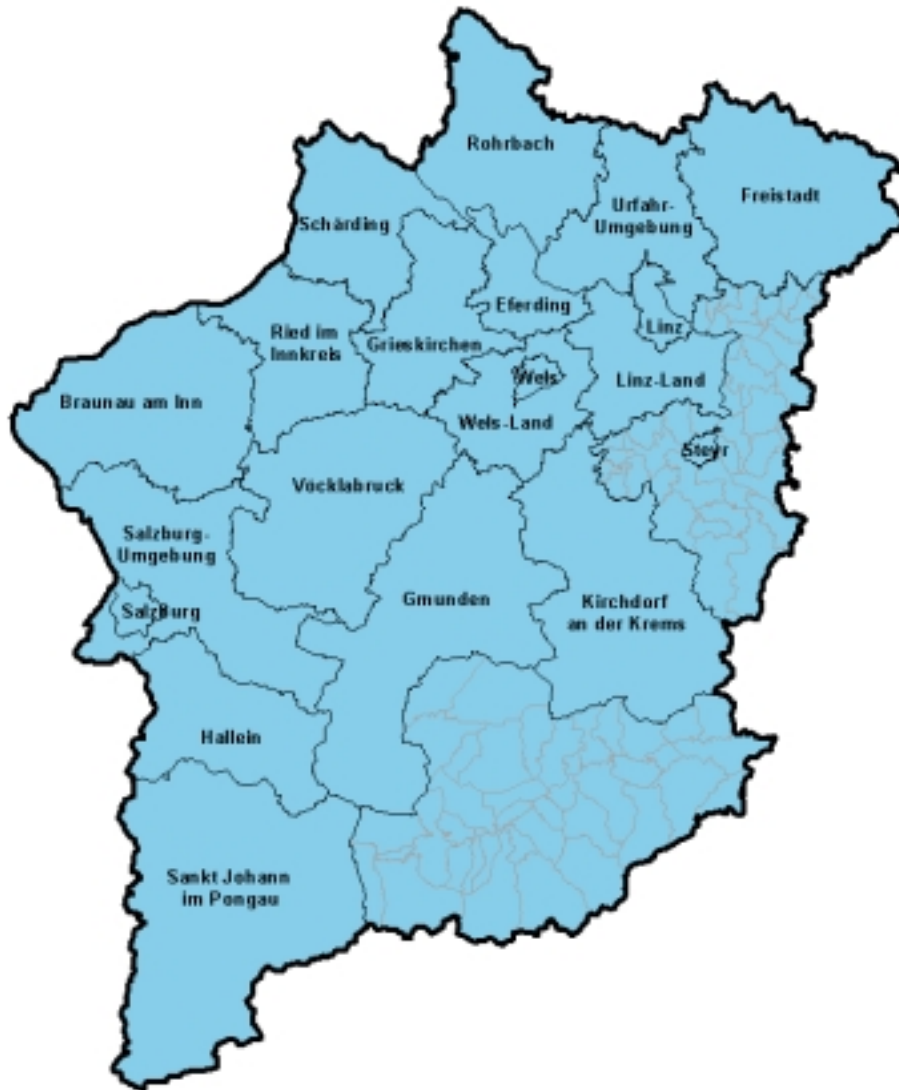 Rohrbach
Freistadt
Urfahr-
Umgebung
Schärding
Eferding
Linz
Ried im
Innkreis
Grieskirchen
Wels
Linz-Land
Braunau am Inn
Wels-Land
Steyr
Vöcklabruck
Salzburg-
Umgebung
Gmunden
Kirchdorf
an der Krems
Salzburg
Hallein
Sankt Johann
im Pongau